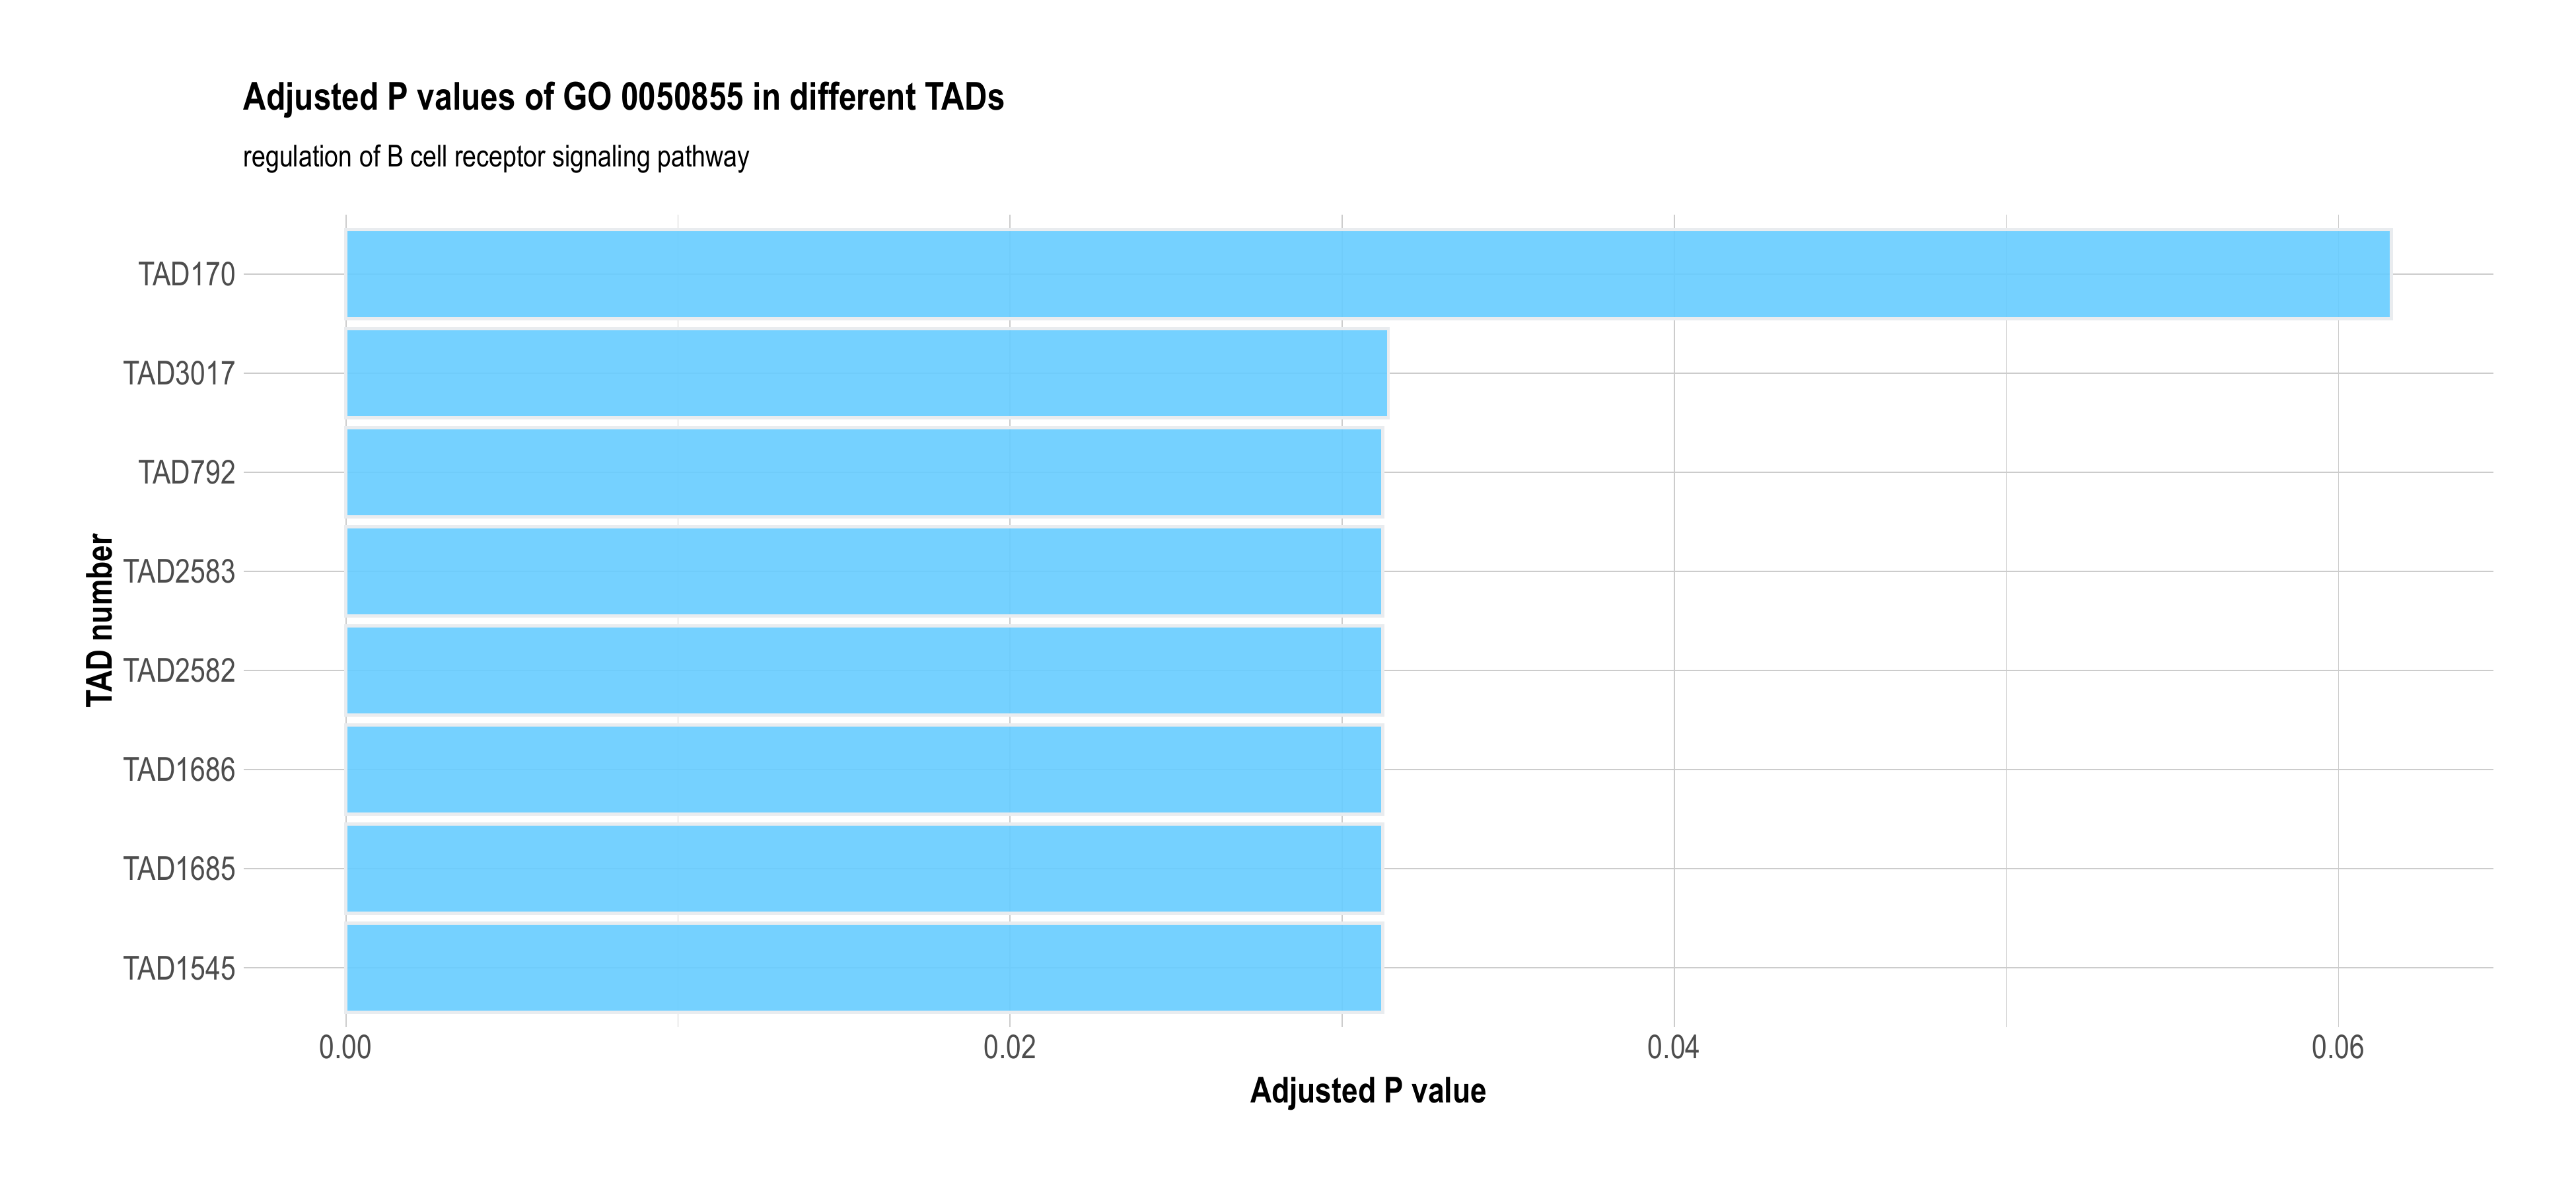 Adjusted P values of GO 0050855 in different TADs
regulation of B cell receptor signaling pathway
TAD number
TAD170
TAD3017
TAD792
TAD2583
TAD2582
TAD1686
TAD1685
TAD1545
0.00 0.02 0.04 0.06
Adjusted P value